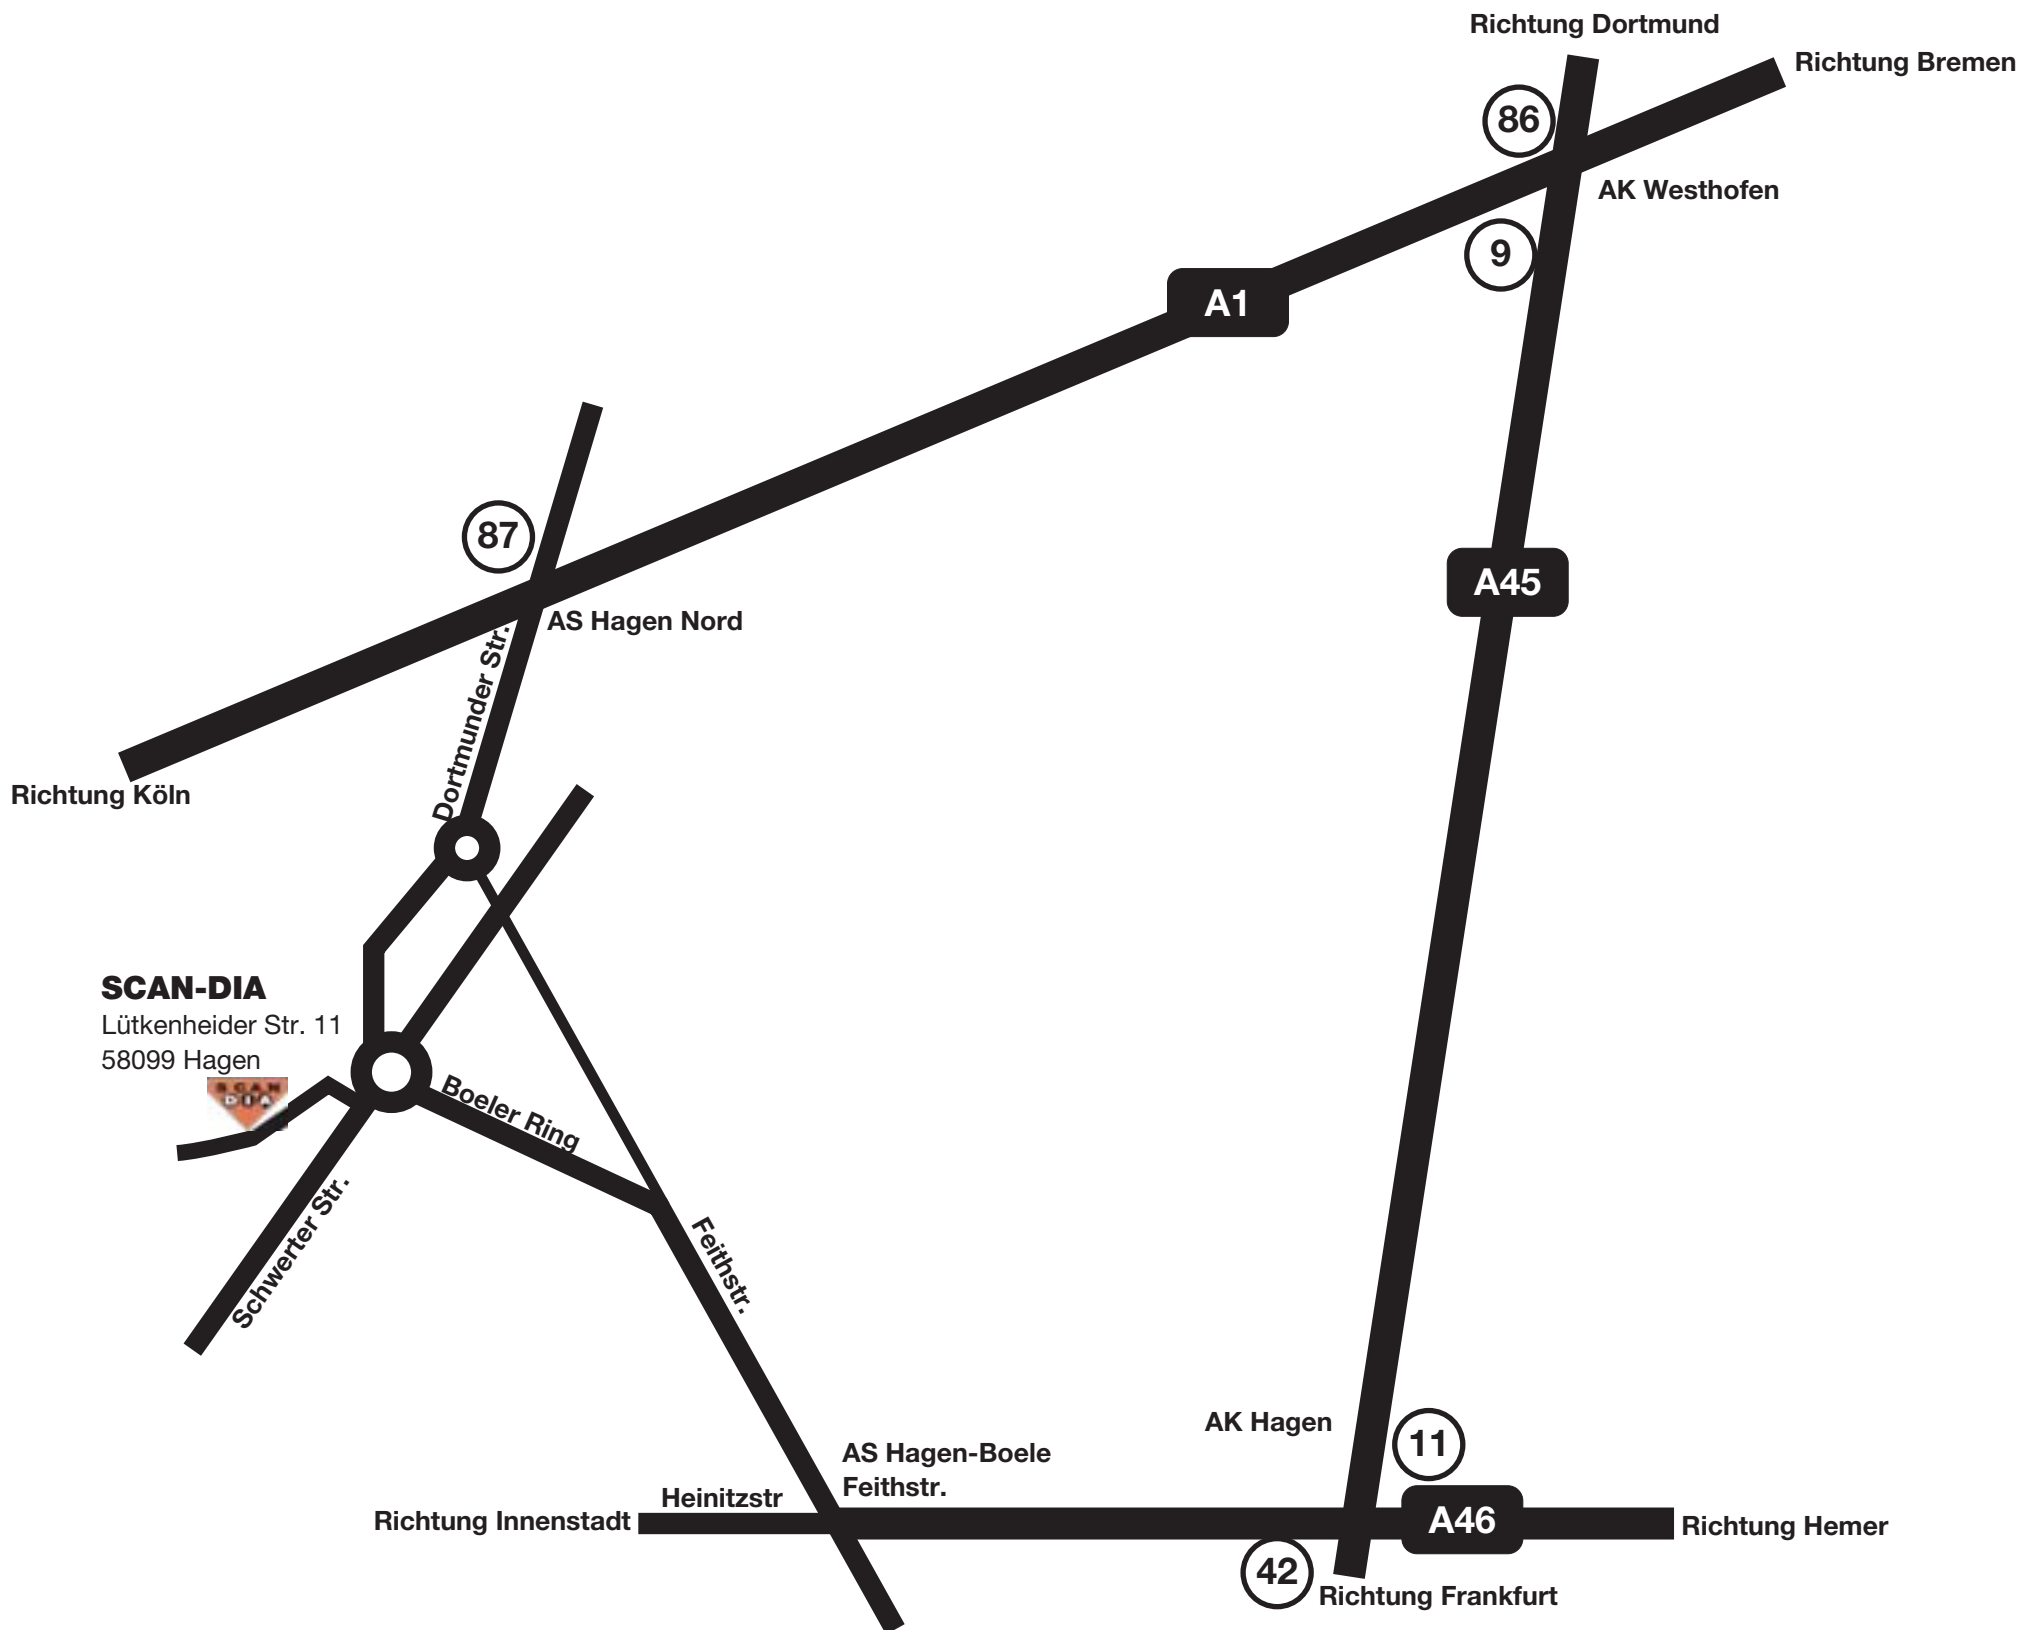 Richtung Dortmund
Richtung Bremen
86
AK Westhofen
9
A1
87
A45
AS Hagen Nord
Dortmunder Str.
Richtung Köln
SCAN-DIA
Lütkenheider Str. 11
58099 Hagen
SCAN
DIA
Boeler Ring
Schwerter Str.
Feithstr.
AK Hagen
11
AS Hagen-Boele
Feithstr.
Heinitzstr
Richtung Innenstadt
A46
Richtung Hemer
42
Richtung Frankfurt